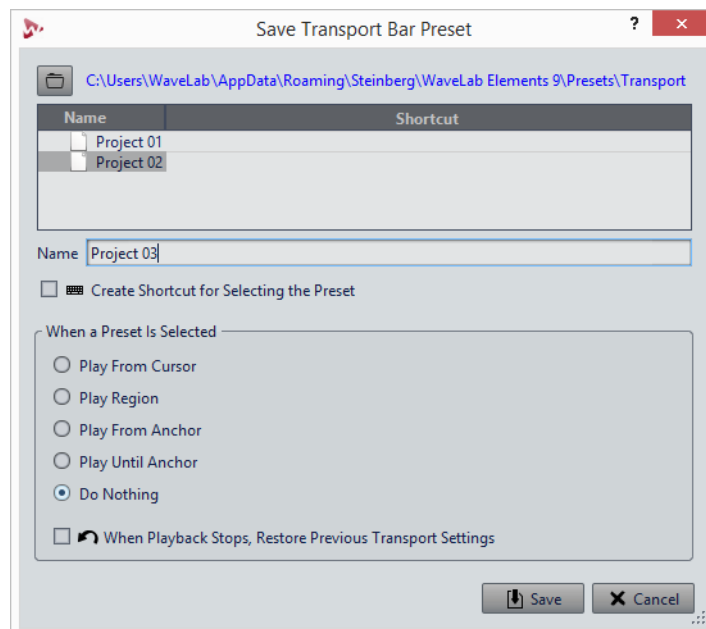 Save Transport Bar Preset
?
C:\Users\WaveLab\AppData\Roaming\Steinberg\WaveLab Elements 9\Presets\Transport
Name Shortcut
Project 01
Project 02
Name Project 03
Create Shortcut for Selecting the Preset
When a Preset Is Selected
Play From Cursor
Play Region
Play From Anchor
Play Until Anchor
Do Nothing
When Playback Stops, Restore Previous Transport Settings
Save Cancel